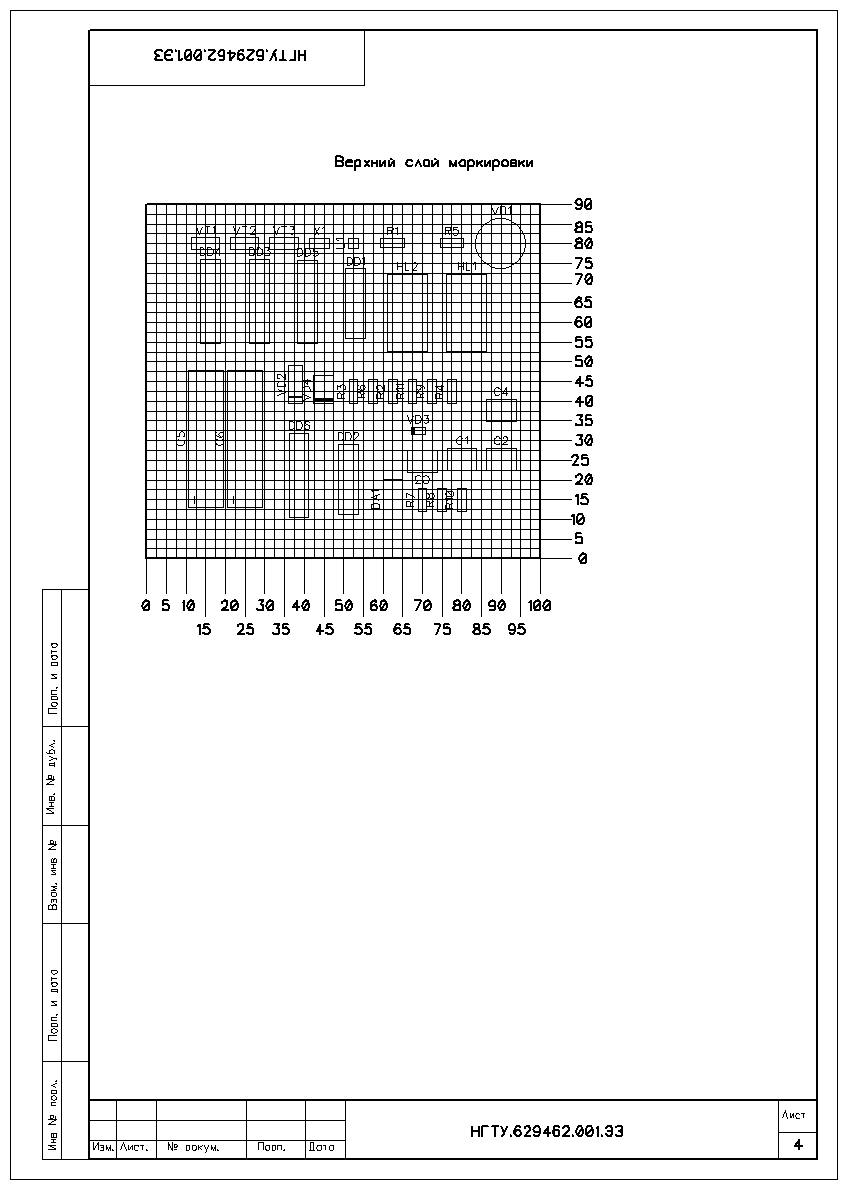 НГТУ.629462.001.ЭЗ
Верхний слой маркировки
90
VD1
85
VT1 VT2 VT3 X1 R1 R5
80
DD4 DD3 DD5
75
DD1 HL2 HL1
70
65
60
55
50
45
VD2 VD4 R3 R6 R2 R11 R9 R4
C4
40
35
VD3
30
C5 C6 DD6 DD2 C1 C2
25
20
DA1 R7 R8 R10
15
10
5
0
0 5 10 20 30 40 50 60 70 80 90 100
15 25 35 45 55 65 75 85 95
Подп. и дата
Инв. № дубл.
Взам. инв №
Подп. и дата
Инв № подл.
Изм. Лист. № докум. Подп. Дата
НГТУ.629462.001.ЭЗ
Лист
4